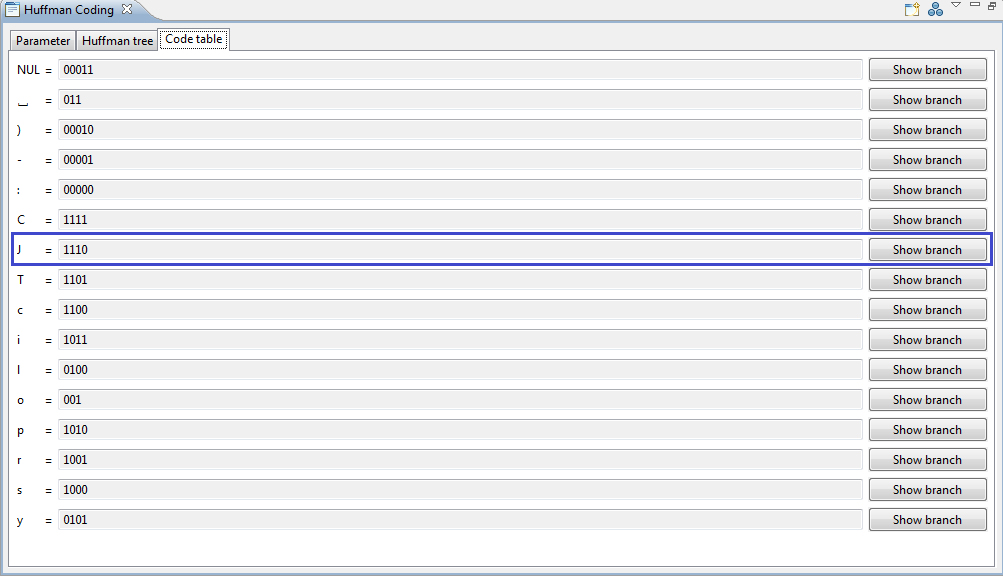 Huffman Coding
Parameter Huffman tree Code table
NUL = 00011 Show branch
⎵ = 011 Show branch
) = 00010 Show branch
- = 00001 Show branch
: = 00000 Show branch
C = 1111 Show branch
J = 1110 Show branch
T = 1101 Show branch
c = 1100 Show branch
i = 1011 Show branch
l = 0100 Show branch
o = 001 Show branch
p = 1010 Show branch
r = 1001 Show branch
s = 1000 Show branch
y = 0101 Show branch